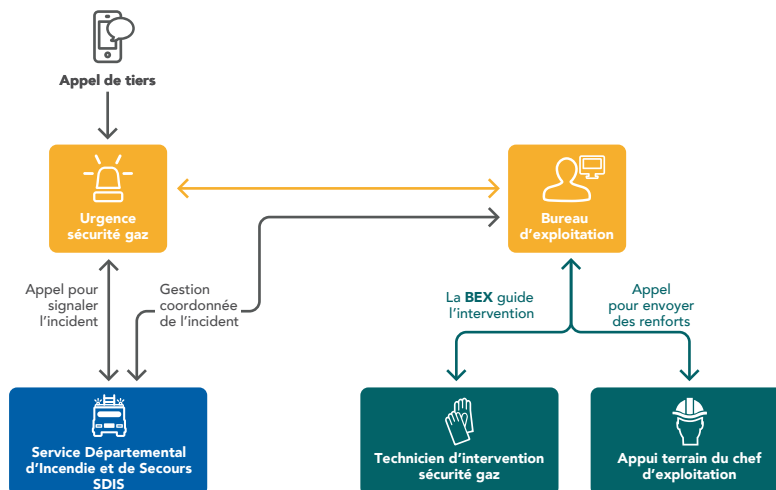 Appel de tiers
Urgence
sécurité gaz
Bureau
d'exploitation
Appel pour
signaler
l'incident
Gestion
coordonnée
de l'incident
La BEX guide
l'intervention
Appel
pour envoyer
des renforts
Service Départemental
d'Incendie et de Secours
SDIS
Technicien d'intervention
sécurité gaz
Appui terrain du chef
d'exploitation